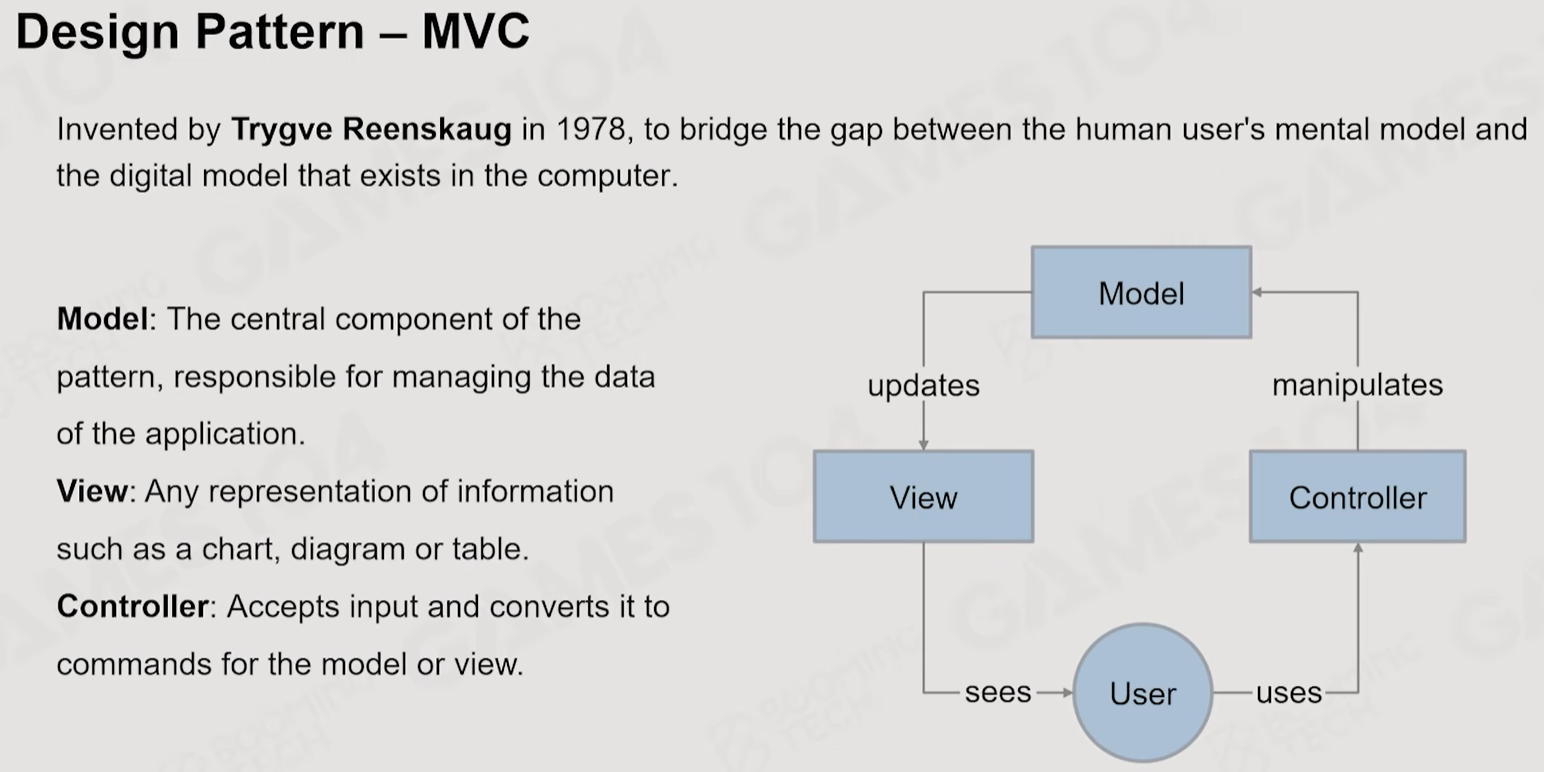 Design Pattern – MVC
Invented by Trygve Reenskaug in 1978, to bridge the gap between the human user's mental model and
the digital model that exists in the computer.
Model: The central component of the
pattern, responsible for managing the data
of the application.
View: Any representation of information
such as a chart, diagram or table.
Controller: Accepts input and converts it to
commands for the model or view.
Model
updates
manipulates
View
Controller
sees
User
uses
GAMES104
BOOMING
TECH